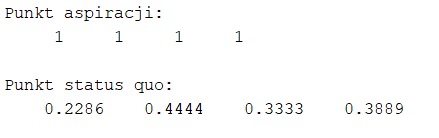 Punkt aspiracji:
1 1 1 1
Punkt status quo:
0.2286 0.4444 0.3333 0.3889